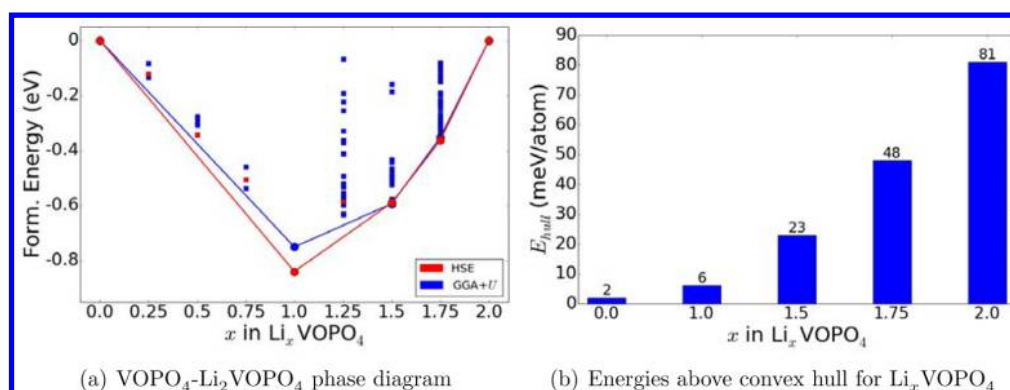 0
-0.2
-0.4
-0.6
-0.8
Form. Energy (eV)
HSE
GGA+U
0.0 0.25 0.5 0.75 1.0 1.25 1.5 1.75 2.0
x in LiₓVOPO₄
(a) VOPO₄-Li₂VOPO₄ phase diagram
90
80
70
60
50
40
30
20
10
0
E_hull (meV/atom)
2 6 23 48 81
0.0 1.0 1.5 1.75 2.0
x in LiₓVOPO₄
(b) Energies above convex hull for LiₓVOPO₄